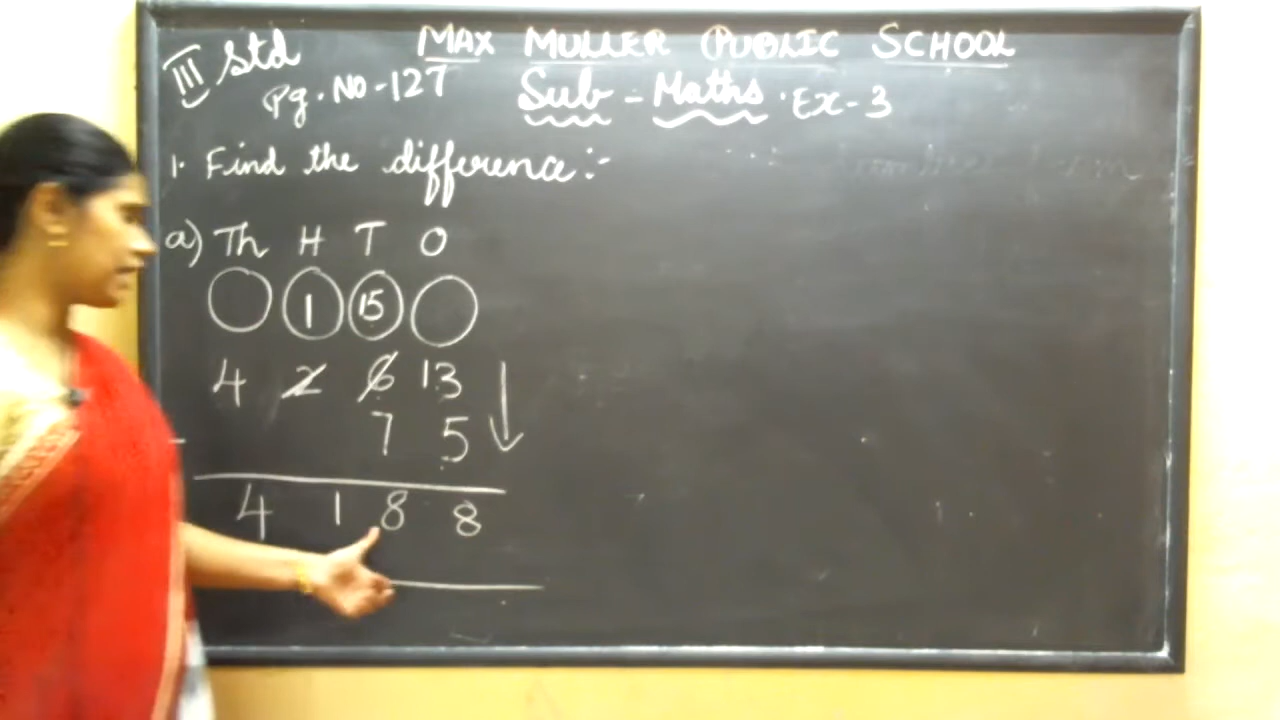 III Std MAX MULLER PUBLIC SCHOOL
Pg. No-127 Sub - Maths. Ex-3
1. Find the difference:-
a) Th H T O
1 15
4 2 6 13
7 5
4 1 8 8